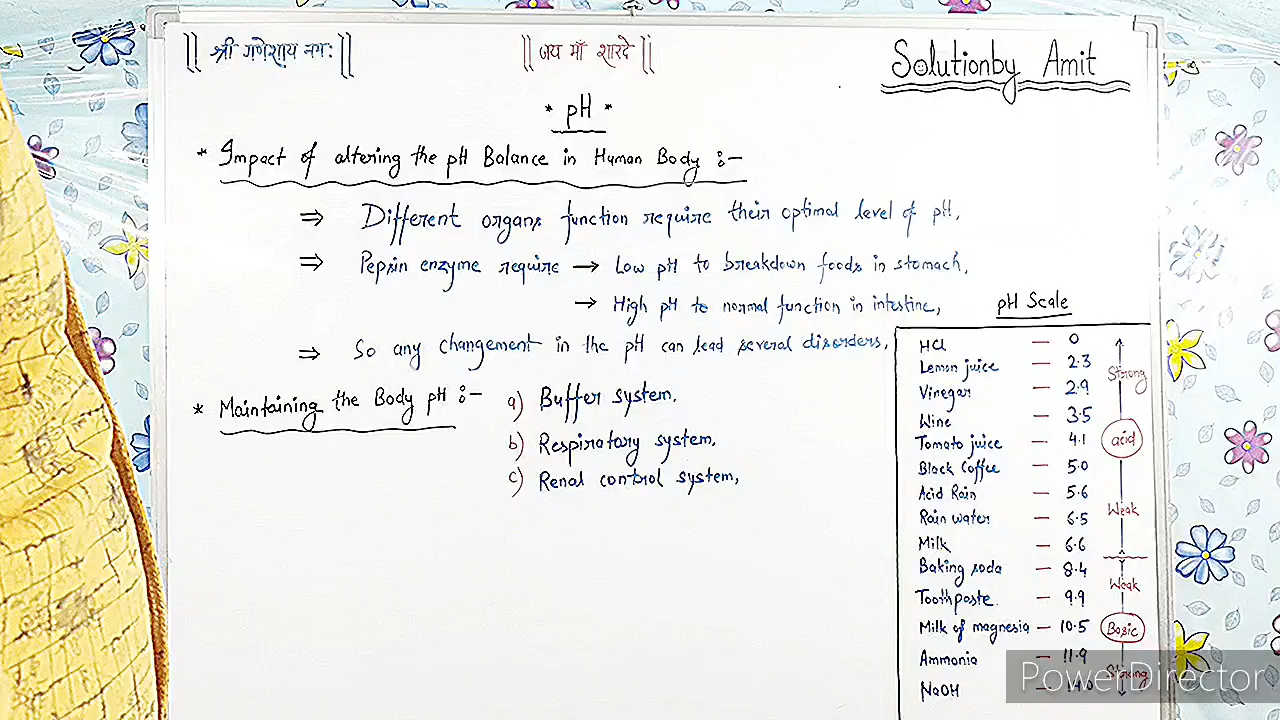 || श्री गणेशाय नमः || || जय माँ शारदे || Solutionby Amit
* pH *
* Impact of altering the pH Balance in Human Body :-
⇒ Different organs function require their optimal level of pH,
⇒ Pepsin enzyme require → Low pH to breakdown foods in stomach,
→ High pH to normal function in intestine,
⇒ So any changement in the pH can lead several disorders,
* Maintaining the Body pH :- a) Buffer system,
b) Respiratory system,
c) Renal control system,
pH Scale
HCl — 0
Lemon juice — 2.3
Strong
Vinegar — 2.9
Wine — 3.5
Tomato juice — 4.1
acid
Black Coffee — 5.0
Acid Rain — 5.6
Rain water — 6.5
Weak
Milk — 6.6
Baking soda — 8.4
Weak
Toothpaste — 9.9
Milk of magnesia — 10.5
Basic
Ammonia — 11.9
Strong
NaOH — 14.0
PowerDirector